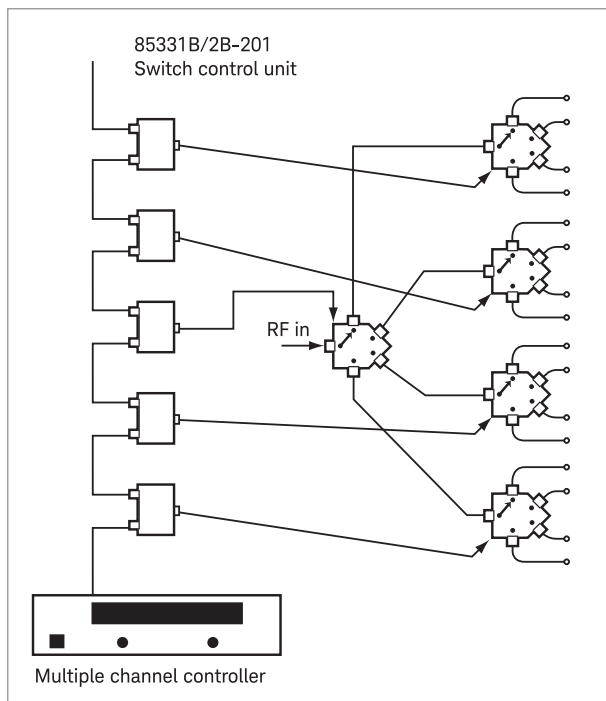 85331B/2B-201
Switch control unit
RF in
Multiple channel controller